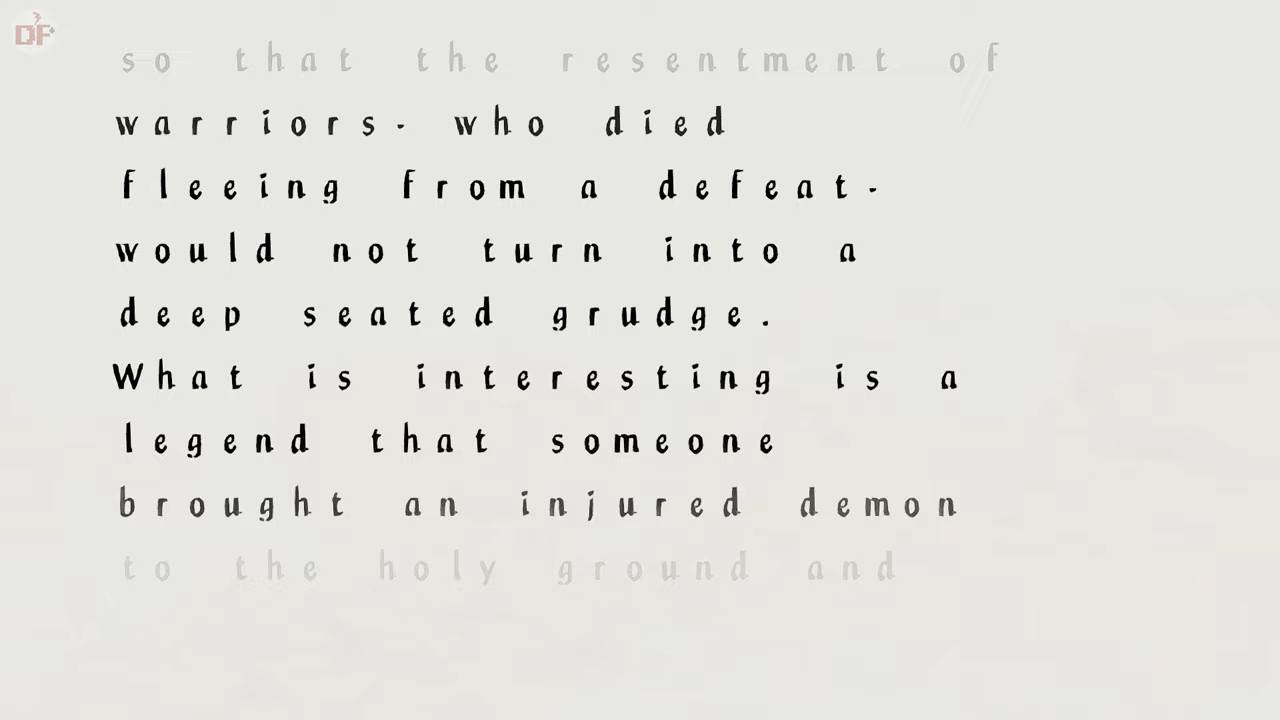 DF
so that the resentment of
warriors- who died
fleeing from a defeat-
would not turn into a
deep seated grudge.
What is interesting is a
legend that someone
brought an injured demon
to the holy ground and